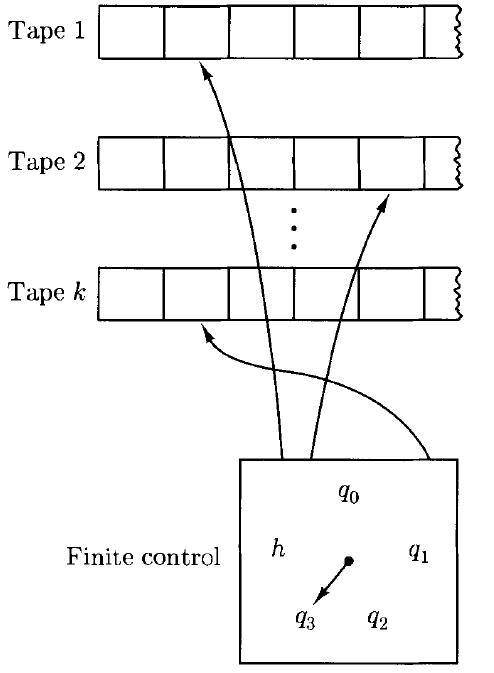 Tape 1
Tape 2
Tape k
q₀
Finite control
h
q₁
q₃
q₂